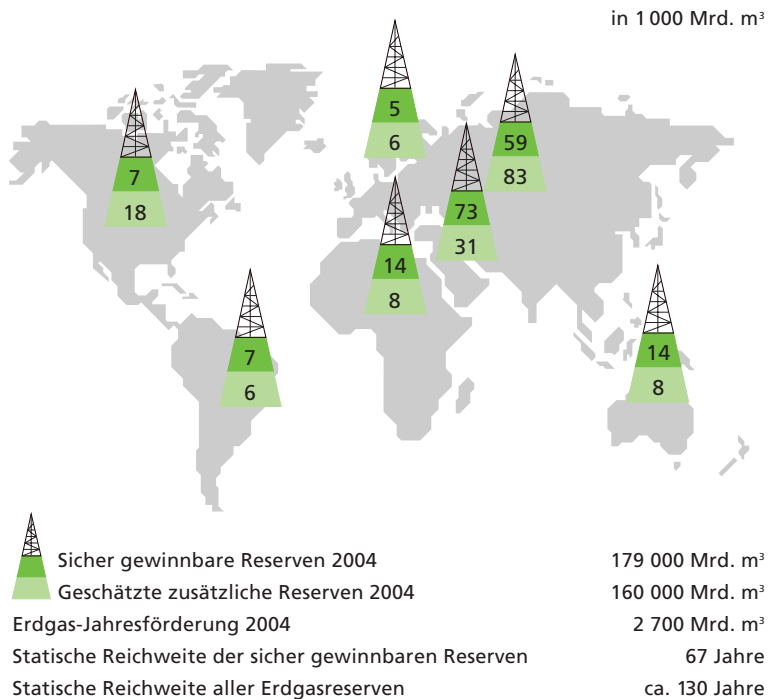 in 1 000 Mrd. m³
5
6
59
83
7
18
73
31
14
8
7
6
14
8
Sicher gewinnbare Reserven 2004 179 000 Mrd. m³
Geschätzte zusätzliche Reserven 2004 160 000 Mrd. m³
Erdgas-Jahresförderung 2004 2 700 Mrd. m³
Statische Reichweite der sicher gewinnbaren Reserven 67 Jahre
Statische Reichweite aller Erdgasreserven ca. 130 Jahre